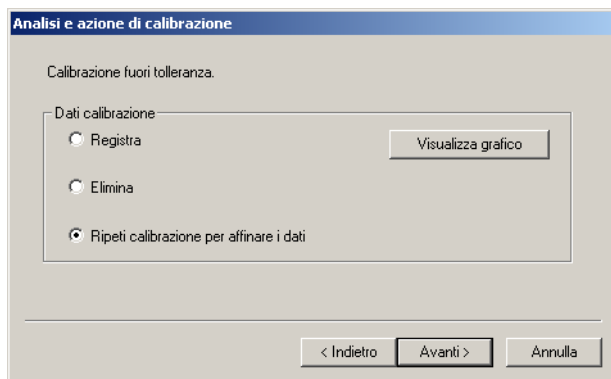 Analisi e azione di calibrazione
Calibrazione fuori tolleranza.
Dati calibrazione
Registra
Visualizza grafico
Elimina
Ripeti calibrazione per affinare i dati
< Indietro
Avanti >
Annulla